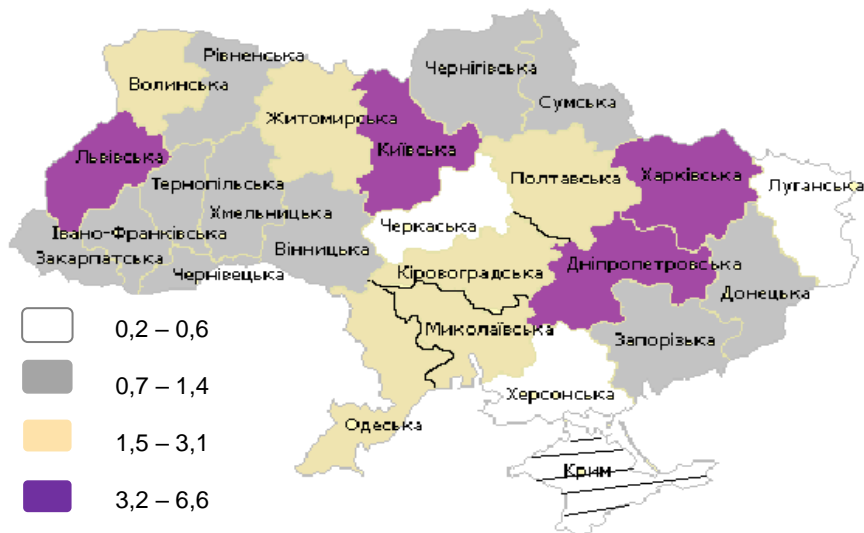 Рівненська
Волинська
Чернігівська
Сумська
Житомирська
Київська
Львівська
Тернопільська
Полтавська
Харківська
Луганська
Хмельницька
Черкаська
Івано-Франківська
Вінницька
Закарпатська
Чернівецька
Кіровоградська
Дніпропетровська
Донецька
Миколаївська
Запорізька
Херсонська
Одеська
Крим
0,2 – 0,6
0,7 – 1,4
1,5 – 3,1
3,2 – 6,6